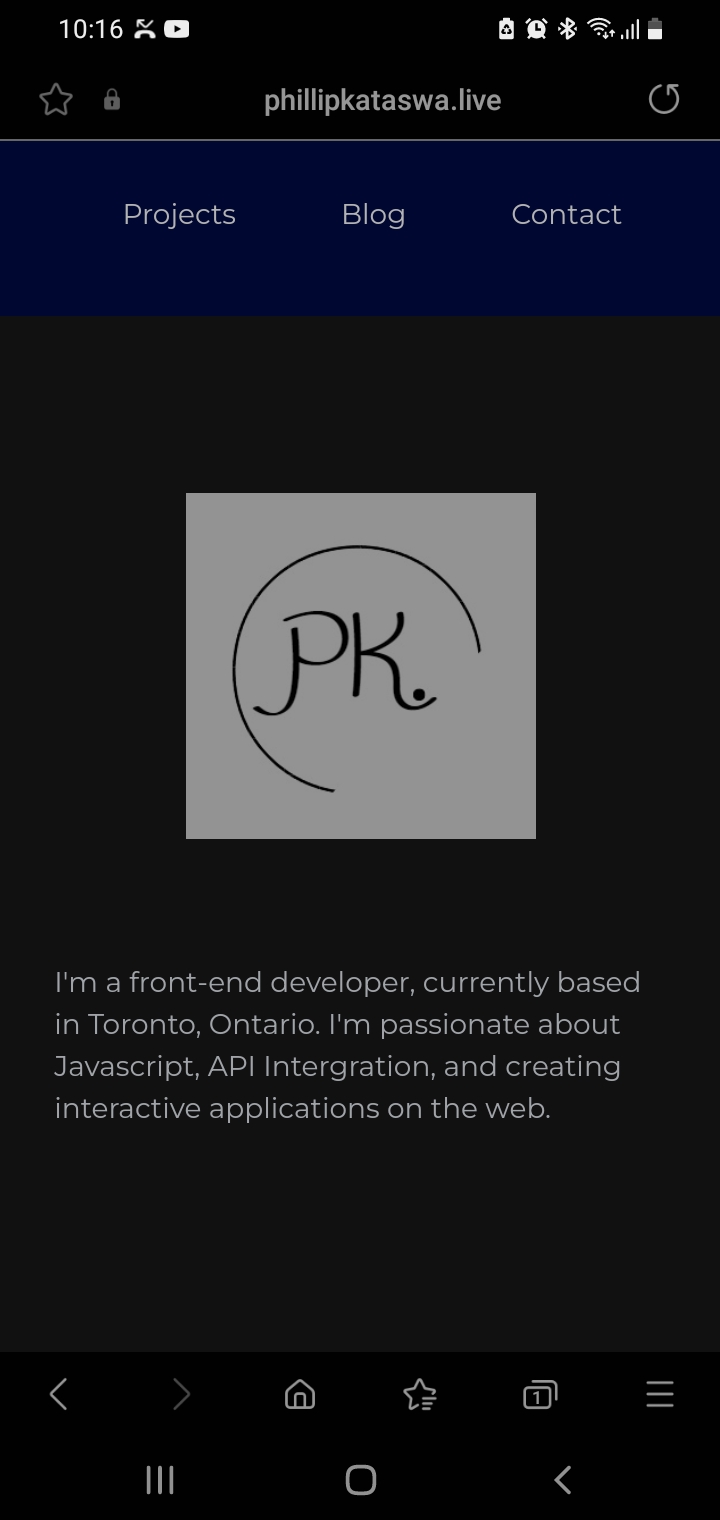 10:16
phillipkataswa.live
Projects Blog Contact
PK.
I'm a front-end developer, currently based
in Toronto, Ontario. I'm passionate about
Javascript, API Intergration, and creating
interactive applications on the web.
1